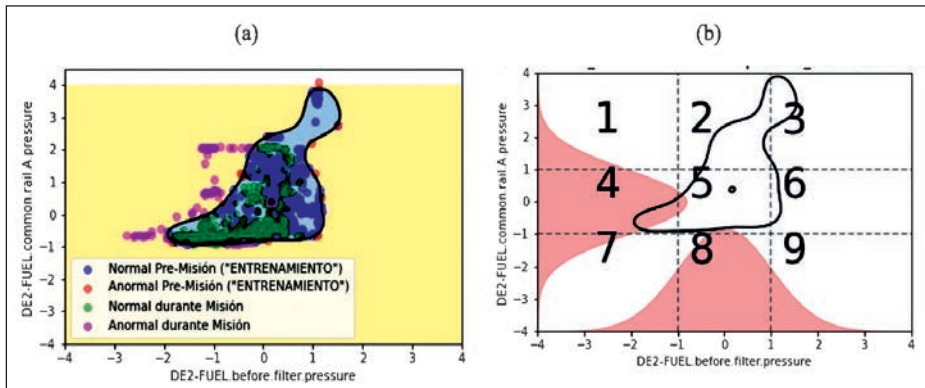 (a)
(b)
DE2-FUEL.common.rail.A.pressure
4
3
2
1
0
−1
−2
−3
−4
Normal Pre-Misión ("ENTRENAMIENTO")
Anormal Pre-Misión ("ENTRENAMIENTO")
Normal durante Misión
Anormal durante Misión
−4 −3 −2 −1 0 1 2 3 4
DE2-FUEL.before.filter.pressure
DE2-FUEL.common.rail.A.pressure
4
3
2
1
0
−1
−2
−3
−4
1 2 3
4 5 6
7 8 9
−4 −3 −2 −1 0 1 2 3 4
DE2-FUEL.before.filter.pressure